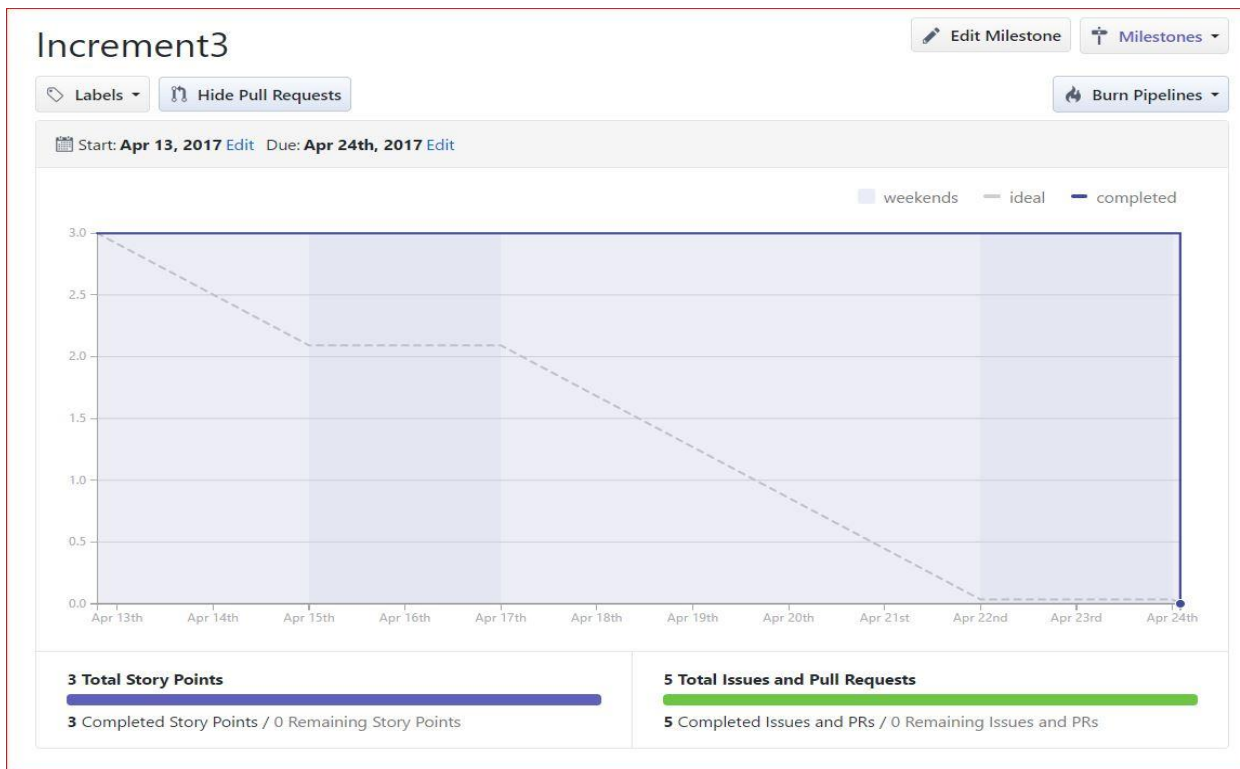 Increment3
Edit Milestone
Milestones
Labels
Hide Pull Requests
Burn Pipelines
Start: Apr 13, 2017 Edit Due: Apr 24th, 2017 Edit
weekends ideal completed
3.0
2.5
2.0
1.5
1.0
0.5
0.0
Apr 13th Apr 14th Apr 15th Apr 16th Apr 17th Apr 18th Apr 19th Apr 20th Apr 21st Apr 22nd Apr 23rd Apr 24th
3 Total Story Points
3 Completed Story Points / 0 Remaining Story Points
5 Total Issues and Pull Requests
5 Completed Issues and PRs / 0 Remaining Issues and PRs